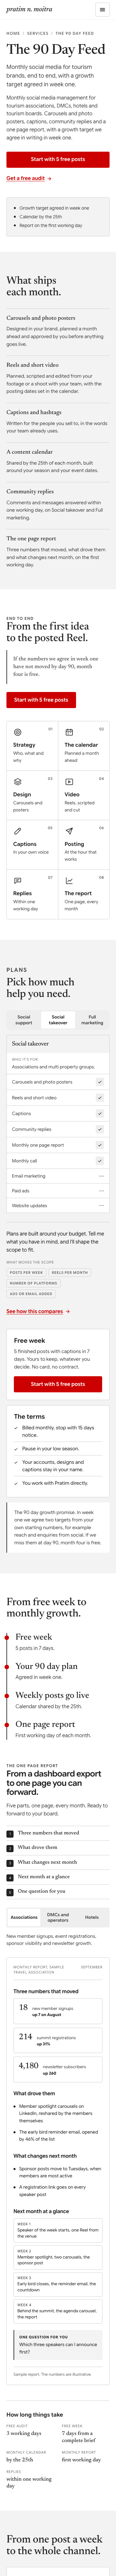 pratim n. moitra
HOME / SERVICES / THE 90 DAY FEED
The 90 Day Feed
Monthly social media for tourism
brands, end to end, with a growth
target agreed in writing.
Monthly social media management for
tourism associations, DMCs, hotels and
tourism boards. Carousels and photo
posters, captions, community replies and a
one page report, with a growth target we
agree in writing in week one.
Start with 5 free posts
Get a free audit →
Growth target agreed in week one
Calendar by the 25th
Report on the first working day
What ships
each month.
Carousels and photo posters
Designed in your brand, planned a month
ahead and approved by you before anything
goes live.
Reels and short video
Planned, scripted and edited from your
footage or a shoot with your team, with the
posting dates set in the calendar.
Captions and hashtags
Written for the people you sell to, in the words
your team already uses.
A content calendar
Shared by the 25th of each month, built
around your season and your event dates.
Community replies
Comments and messages answered within
one working day, on Social takeover and Full
marketing.
The one page report
Three numbers that moved, what drove them
and what changes next month.
END TO END
From the first idea
to the posted Reel.
If the numbers we agree in week one
have not moved by day 90, month
four is free.
Start with 5 free posts
01
Strategy
Who, what and
why
02
The calendar
Planned a month
ahead
03
Design
Carousels and
posters
04
Video
Reels, scripted
and cut
05
Captions
In your own voice
06
Posting
At the hour that
works
07
Replies
Within one
working day
08
The report
One page, every
month
PLANS
Pick how much
help you need.
Social
support
Social
takeover
Full
marketing
Social takeover
WHO IT'S FOR
Associations and multi property groups
Carousels and photo posters
Reels and short video
Captions
Community replies
Monthly one page report
Monthly call
Email marketing
Paid ads
Website updates
Plans are built around your budget. Tell me
what you have in mind, and I'll shape the
scope to fit.
WHAT MOVES THE SCOPE
POSTS PER WEEK
REELS PER MONTH
NUMBER OF PLATFORMS
ADS OR EMAIL ADDED
See how this compares →
Free week
5 posts finished with captions in 7
days. Yours to keep, whatever you
decide. No card, no contract.
Start with 5 free posts
The terms
Billed monthly, stop with 15 days
notice.
Pause in your low season.
Your accounts, designs and
captions stay in your name.
You work with Pratim directly.
The 90 day growth promise. In week
one we agree two targets from your
own starting numbers, for example
reach and enquiries from social. If we
miss them at day 90, month four is free.
From free week to
monthly growth.
Free week
5 posts in 7 days.
Your 90 day plan
Agreed in week one.
Weekly posts go live
Calendar shared by the 25th.
One page report
First working day of each month.
THE ONE PAGE REPORT
From a dashboard export
to one page you can
forward.
Five parts, one page, every month. Ready to
forward to your board.
1 Three numbers that moved
2 What drove them
3 What changes next month
4 Next month at a glance
5 One question for you
Associations
DMCs and
operators
Hotels
New member signups, event registrations,
sponsor visibility and newsletter growth.
MONTHLY REPORT, SAMPLE
TRAVEL ASSOCIATION
SEPTEMBER
Three numbers that moved
18 new member signups
up 7 on August
214 summit registrations
up 31%
4,180 newsletter subscribers
up 260
What drove them
Member spotlight carousels on
LinkedIn, reshared by the members
themselves
The early bird reminder email, opened
by 46% of the list
What changes next month
Sponsor posts move to Tuesdays, when
members are most active
A registration link goes on every
speaker post
Next month at a glance
WEEK 1
Speaker of the week starts, one Reel from
the venue
WEEK 2
Member spotlight, two carousels, the
sponsor post
WEEK 3
Early bird closes, the reminder email, the
countdown
WEEK 4
Behind the summit, the agenda carousel,
the report
ONE QUESTION FOR YOU
Which three speakers can I announce
first?
Sample report. The numbers are illustrative.
How long things take
FREE AUDIT
3 working days
FREE WEEK
7 days from a
complete brief
MONTHLY CALENDAR
by the 25th
MONTHLY REPORT
first working day
REPLIES
within one working
day
From one post a week
to the whole channel.